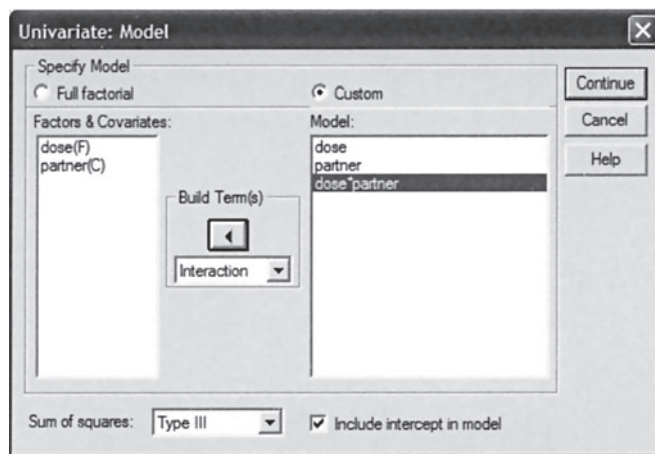 Univariate: Model
Specify Model
Full factorial
Custom
Continue
Cancel
Help
Factors & Covariates:
dose(F)
partner(C)
Build Term(s)
Interaction
Model:
dose
partner
dose*partner
Sum of squares: Type III
Include intercept in model